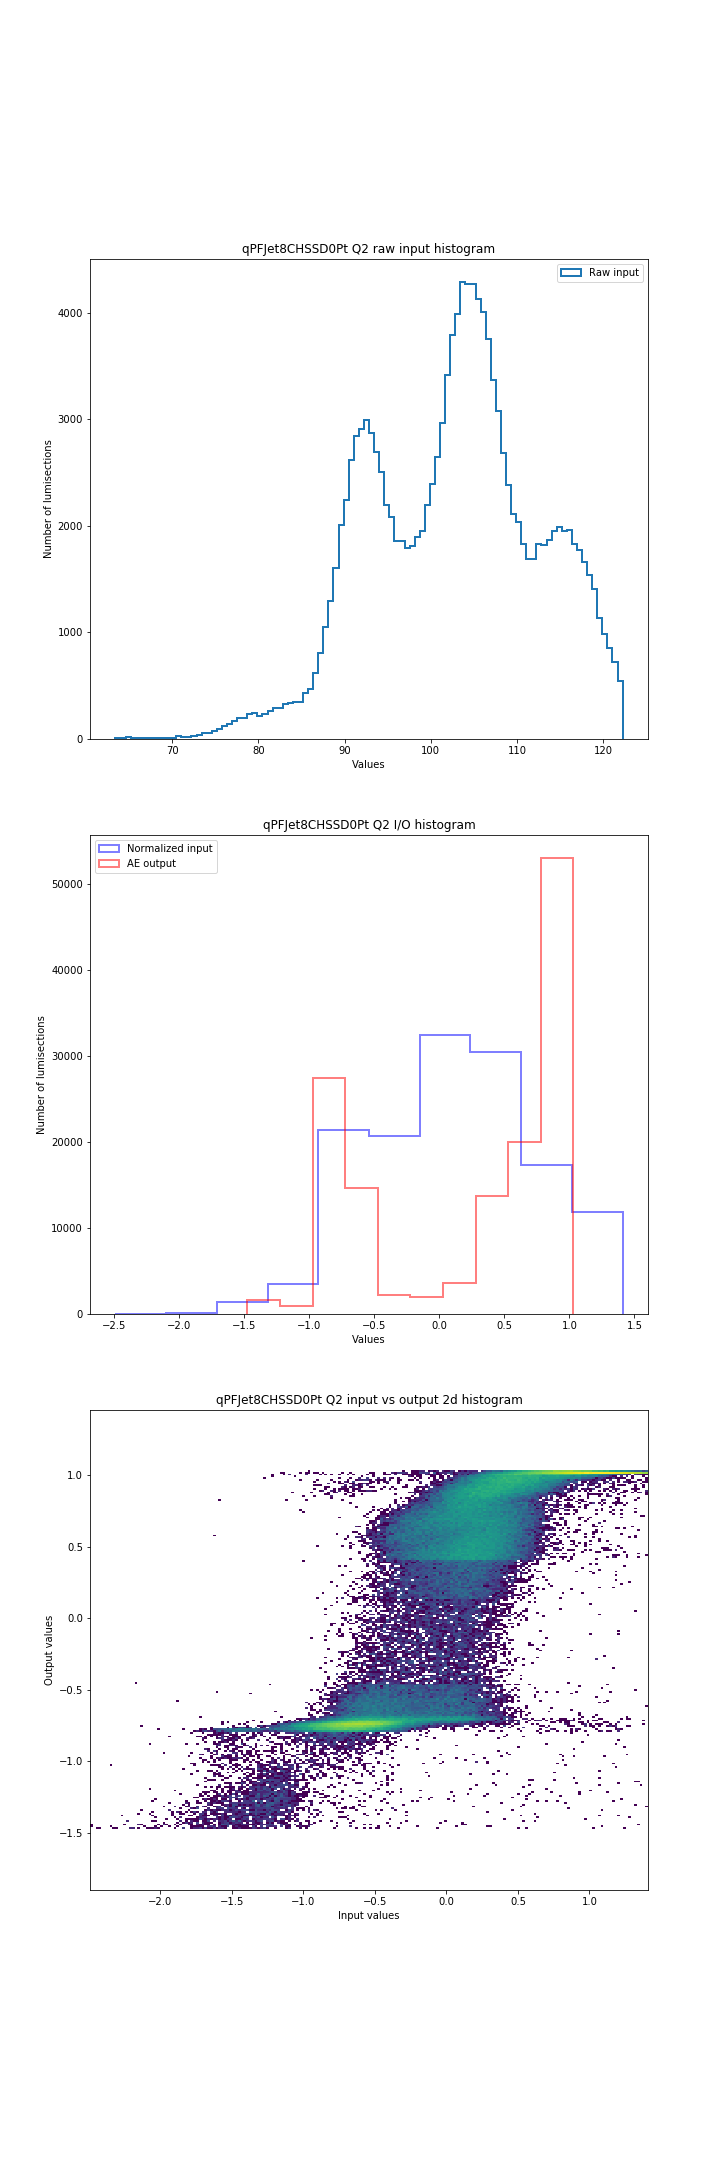 qPFJet8CHSSD0Pt Q2 raw input histogram
Raw input
Number of lumisections
4000
3000
2000
1000
0
70 80 90 100 110 120
Values
qPFJet8CHSSD0Pt Q2 I/O histogram
Normalized input
AE output
Number of lumisections
50000
40000
30000
20000
10000
0
−2.5 −2.0 −1.5 −1.0 −0.5 0.0 0.5 1.0 1.5
Values
qPFJet8CHSSD0Pt Q2 input vs output 2d histogram
Output values
1.0
0.5
0.0
−0.5
−1.0
−1.5
−2.0 −1.5 −1.0 −0.5 0.0 0.5 1.0
Input values